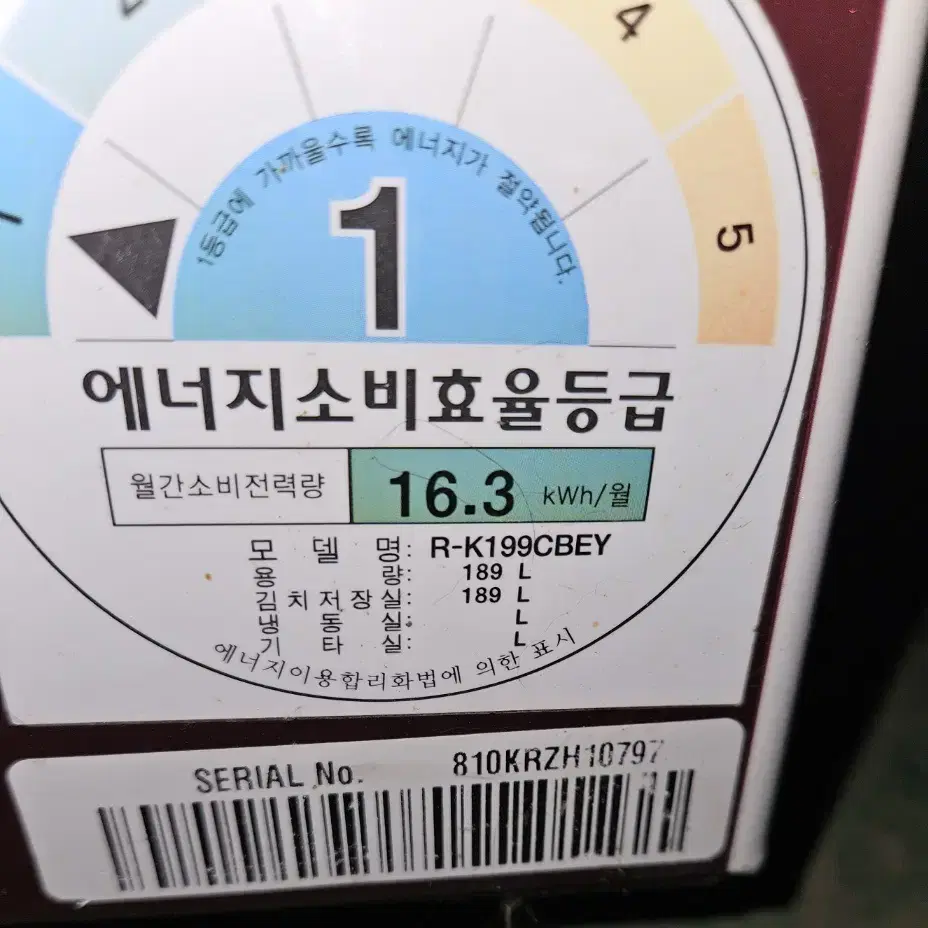 4
5
1등급에 가까울수록 에너지가 절약됩니다.
1
에너지소비효율등급
월간소비전력량 16.3 kWh/월
모델명: R-K199CBEY
용량: 189 L
김치저장실: 189 L
냉동실: L
기타실: L
에너지이용합리화법에 의한 표시
SERIAL No. 810KRZH10797